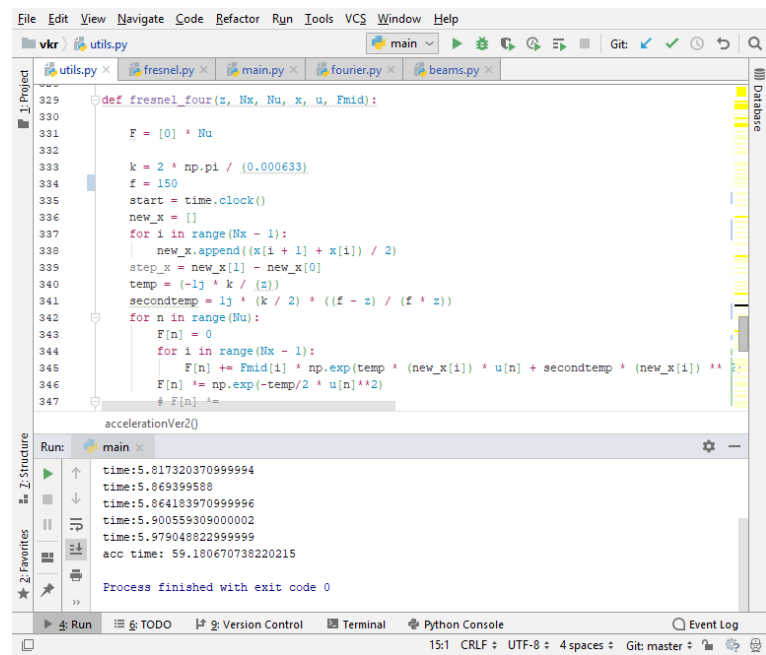 File Edit View Navigate Code Refactor Run Tools VCS Window Help
vkr utils.py main Git:
utils.py fresnel.py main.py fourier.py beams.py
1: Project
Database
329 def fresnel_four(z, Nx, Nu, x, u, Fmid):
330
331 F = [0] * Nu
332
333 k = 2 * np.pi / (0.000633)
334 f = 150
335 start = time.clock()
336 new_x = []
337 for i in range(Nx - 1):
338 new_x.append((x[i + 1] + x[i]) / 2)
339 step_x = new_x[1] - new_x[0]
340 temp = (-1j * k / (z))
341 secondtemp = 1j * (k / 2) * ((f - z) / (f * z))
342 for n in range(Nu):
343 F[n] = 0
344 for i in range(Nx - 1):
345 F[n] += Fmid[i] * np.exp(temp * (new_x[i]) * u[n] + secondtemp * (new_x[i]) **
346 F[n] *= np.exp(-temp/2 * u[n]**2)
347 # F[n] *=
accelerationVer2()
Run: main
7: Structure
2: Favorites
time:5.817320370999994
time:5.869399588
time:5.864183970999996
time:5.900559309000002
time:5.979048822999999
acc time: 59.180670738220215
Process finished with exit code 0
4: Run 6: TODO 9: Version Control Terminal Python Console Event Log
15:1 CRLF UTF-8 4 spaces Git: master